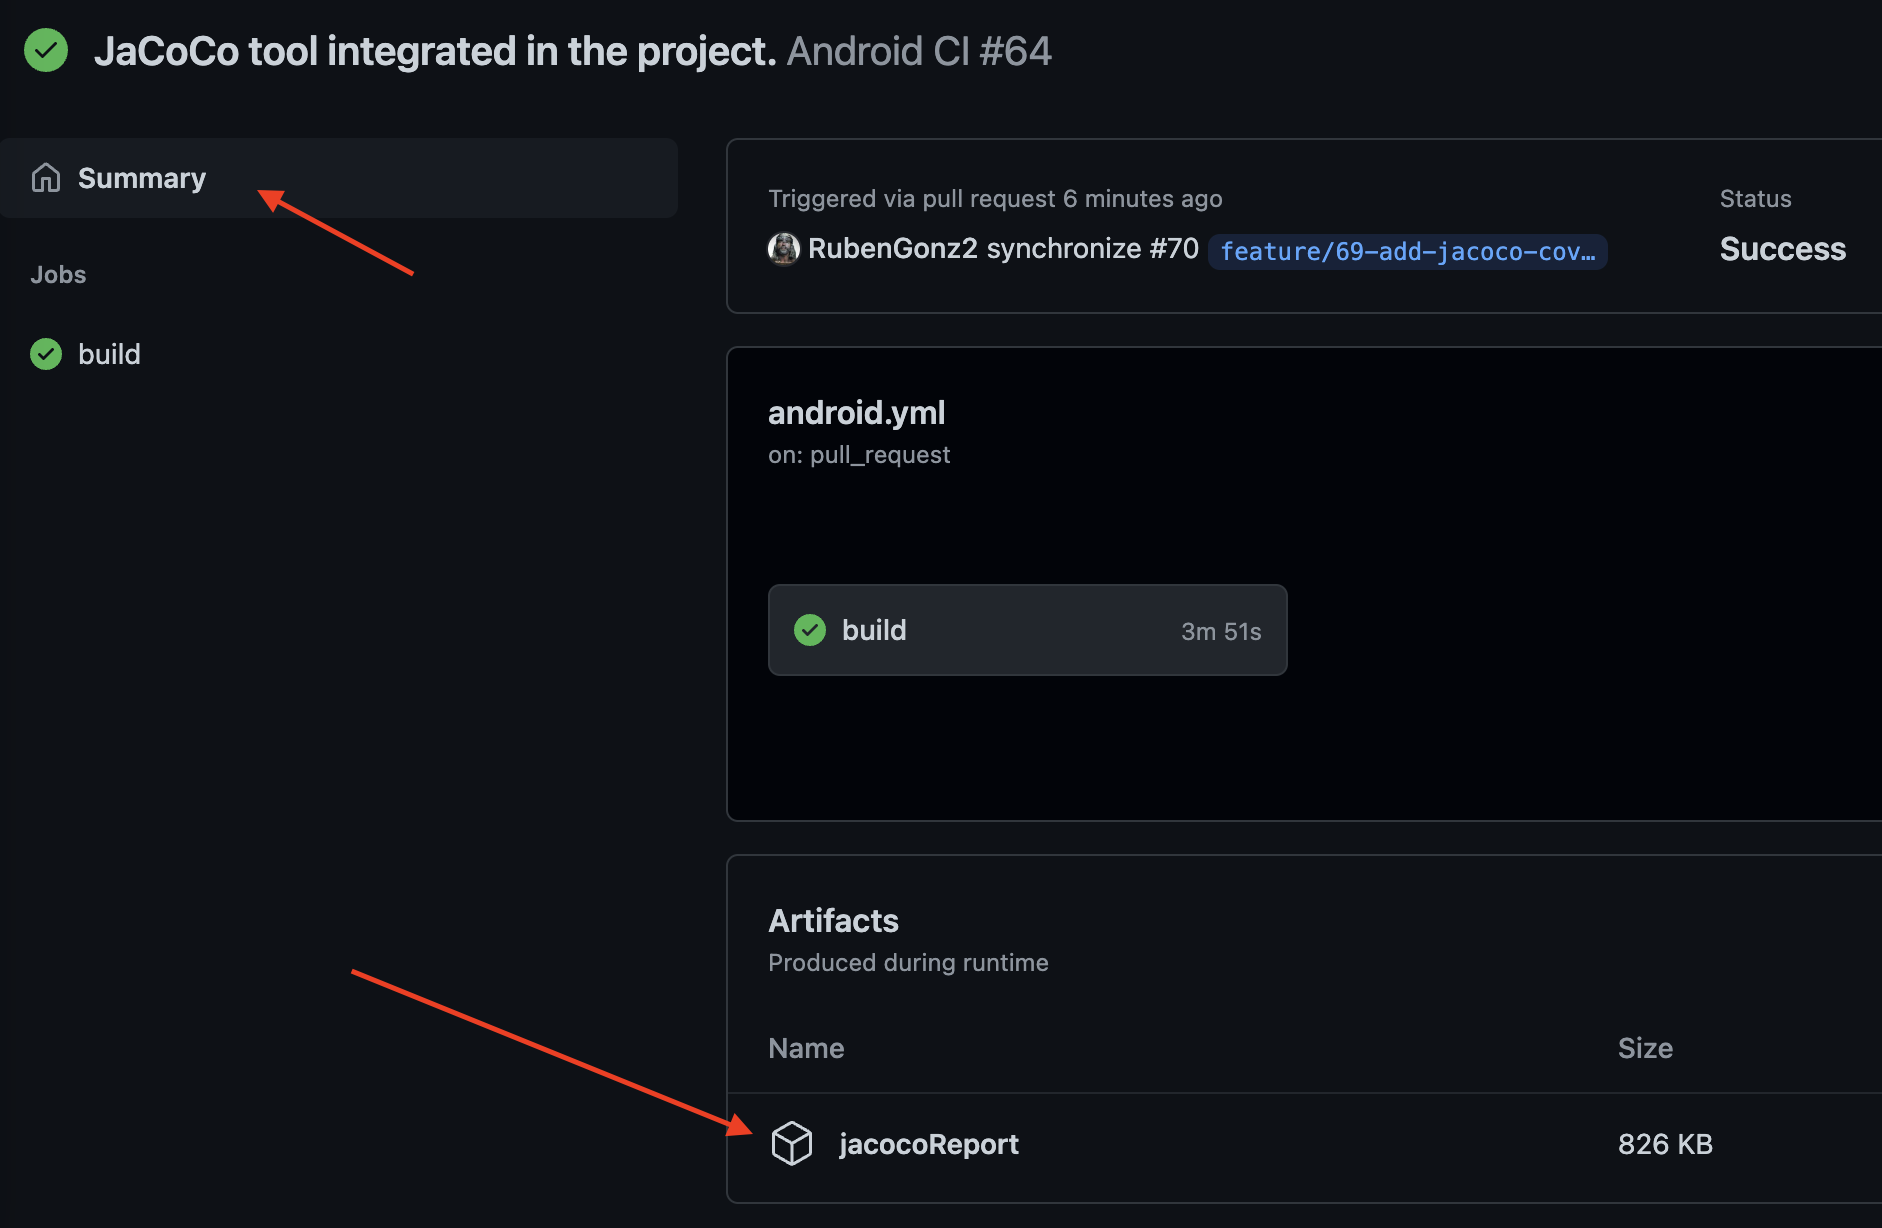 JaCoCo tool integrated in the project. Android CI #64
Summary
Jobs
build
Triggered via pull request 6 minutes ago
RubenGonz2 synchronize #70 feature/69-add-jacoco-cov…
Status
Success
android.yml
on: pull_request
build 3m 51s
Artifacts
Produced during runtime
Name Size
jacocoReport 826 KB